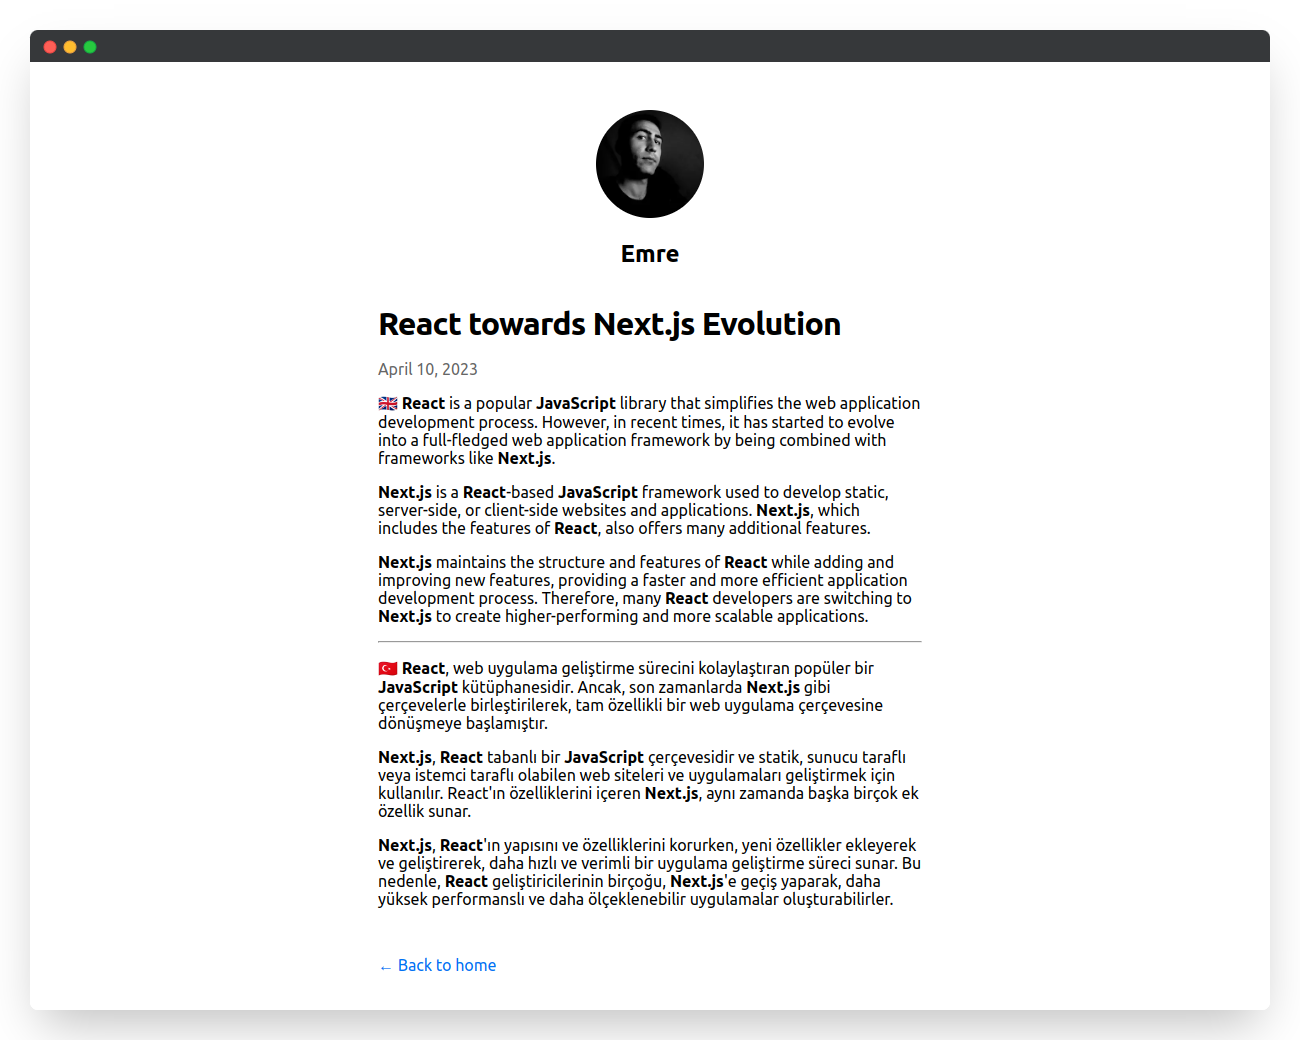 Emre
React towards Next.js Evolution
April 10, 2023
🇬🇧 React is a popular JavaScript library that simplifies the web application
development process. However, in recent times, it has started to evolve
into a full-fledged web application framework by being combined with
frameworks like Next.js.
Next.js is a React-based JavaScript framework used to develop static,
server-side, or client-side websites and applications. Next.js, which
includes the features of React, also offers many additional features.
Next.js maintains the structure and features of React while adding and
improving new features, providing a faster and more efficient application
development process. Therefore, many React developers are switching to
Next.js to create higher-performing and more scalable applications.
🇹🇷 React, web uygulama geliştirme sürecini kolaylaştıran popüler bir
JavaScript kütüphanesidir. Ancak, son zamanlarda Next.js gibi
çerçevelerle birleştirilerek, tam özellikli bir web uygulama çerçevesine
dönüşmeye başlamıştır.
Next.js, React tabanlı bir JavaScript çerçevesidir ve statik, sunucu taraflı
veya istemci taraflı olabilen web siteleri ve uygulamaları geliştirmek için
kullanılır. React'ın özelliklerini içeren Next.js, aynı zamanda başka birçok ek
özellik sunar.
Next.js, React'ın yapısını ve özelliklerini korurken, yeni özellikler ekleyerek
ve geliştirerek, daha hızlı ve verimli bir uygulama geliştirme süreci sunar. Bu
nedenle, React geliştiricilerinin birçoğu, Next.js'e geçiş yaparak, daha
yüksek performanslı ve daha ölçeklenebilir uygulamalar oluşturabilirler.
← Back to home